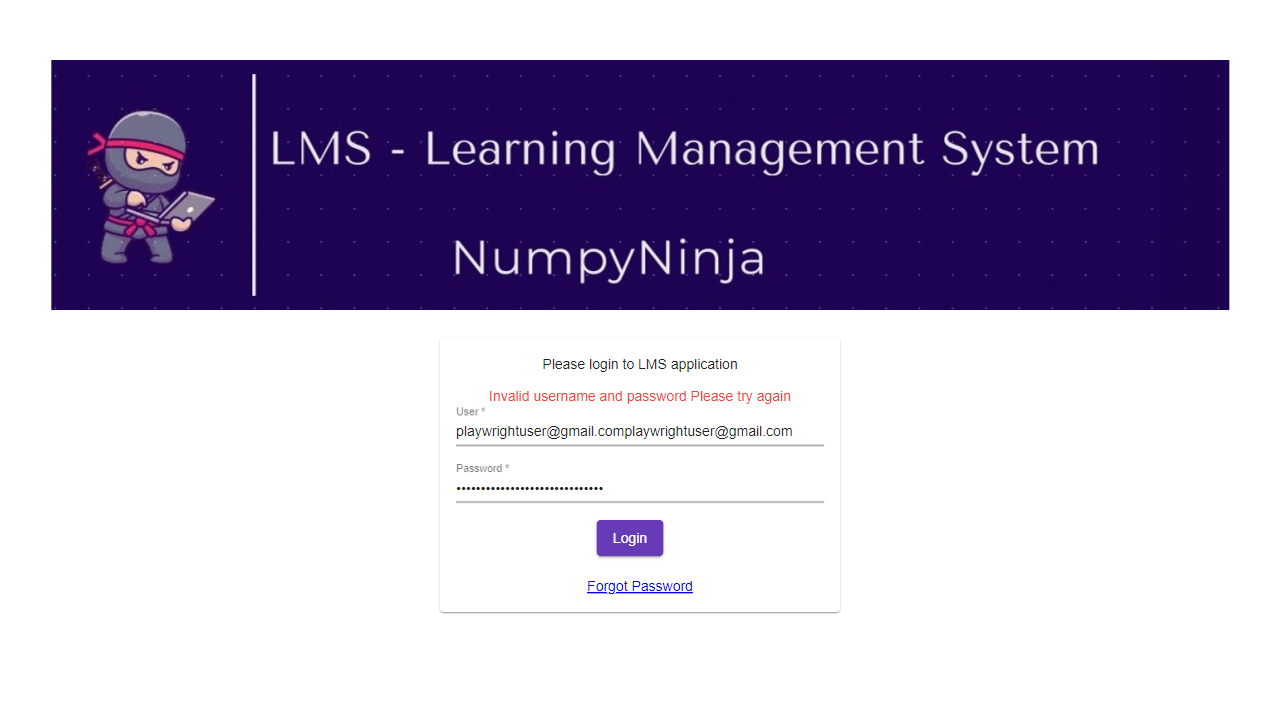 LMS - Learning Management System
NumpyNinja
Please login to LMS application
Invalid username and password Please try again
User *
playwrightuser@gmail.complaywrightuser@gmail.com
Password *
••••••••••••••••••••••••••••••
Login
Forgot Password